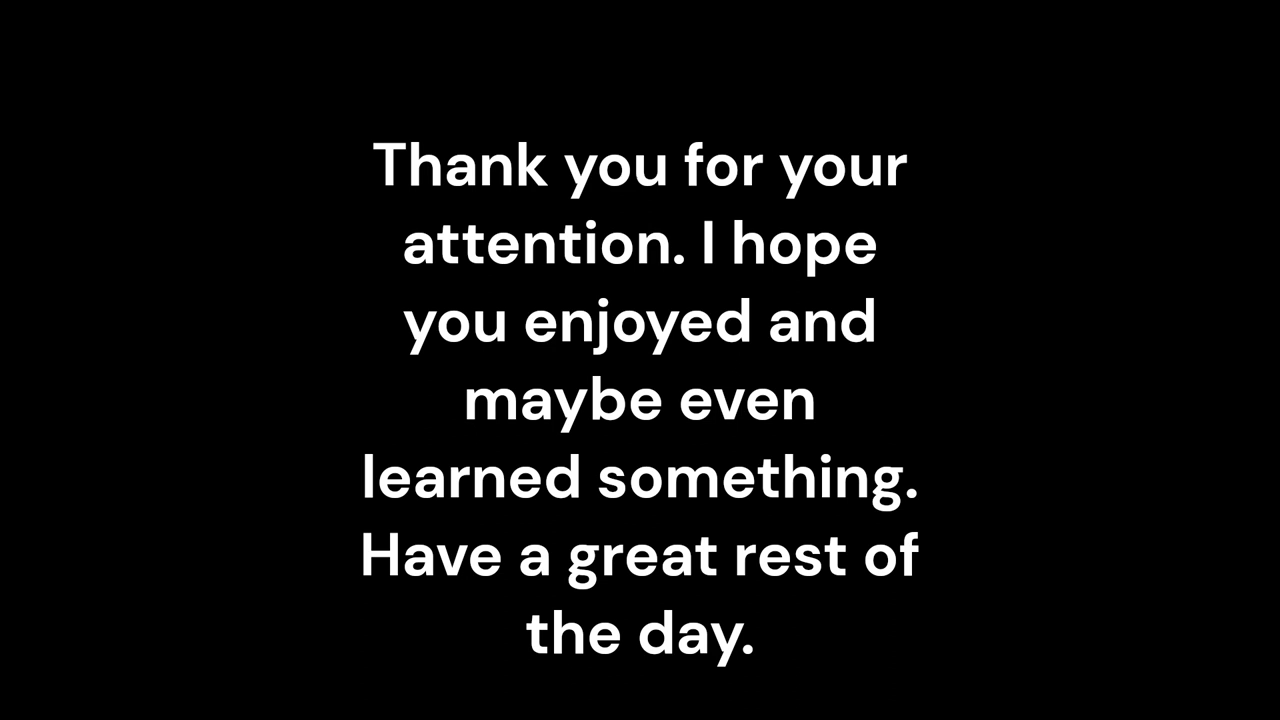 Thank you for your
attention. I hope
you enjoyed and
maybe even
learned something.
Have a great rest of
the day.